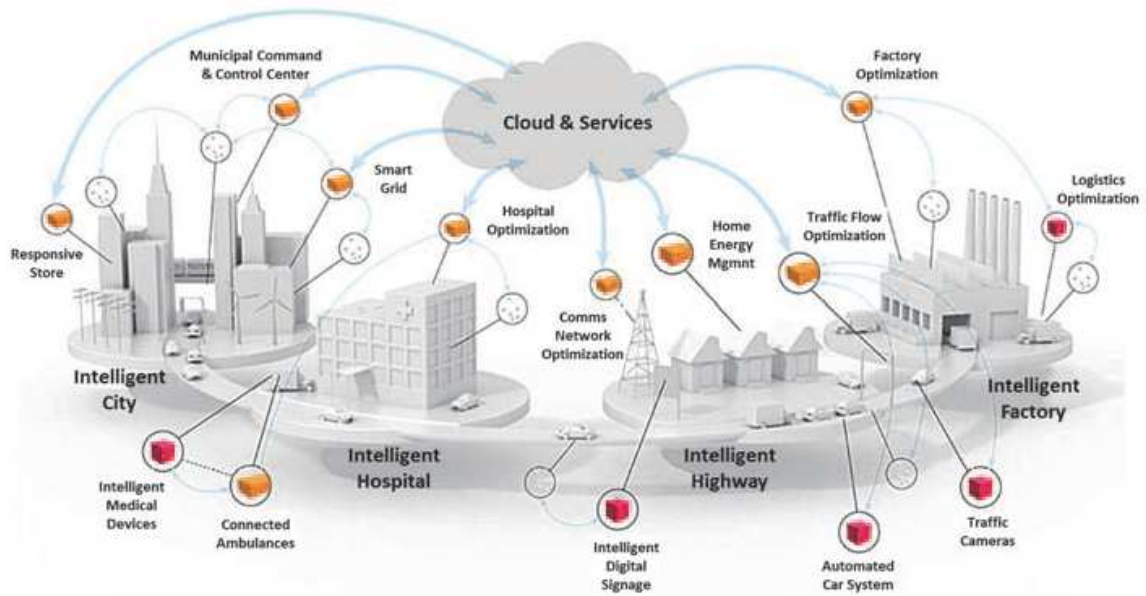 Municipal Command
& Control Center
Factory
Optimization
Cloud & Services
Smart
Grid
Logistics
Optimization
Hospital
Optimization
Home
Energy
Mgmnt
Traffic Flow
Optimization
Responsive
Store
Comms
Network
Optimization
Intelligent
City
Intelligent
Factory
Intelligent
Hospital
Intelligent
Highway
Intelligent
Medical
Devices
Connected
Ambulances
Intelligent
Digital
Signage
Automated
Car System
Traffic
Cameras